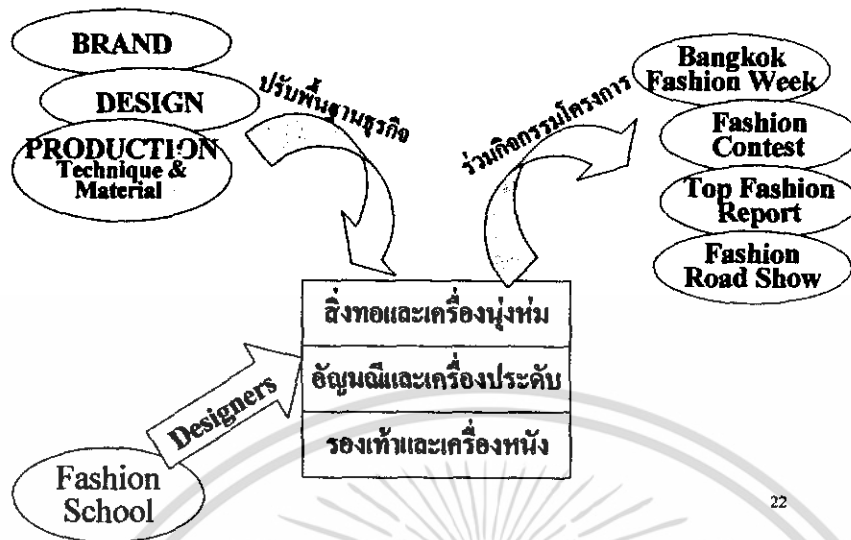 BRAND
DESIGN
PRODUCTION
Technique &
Material
ปรับพื้นฐานธุรกิจ
ร่วมกิจกรรมโครงการ
Bangkok
Fashion Week
Fashion
Contest
Top Fashion
Report
Fashion
Road Show
สิ่งทอและเครื่องนุ่งห่ม
อัญมณีและเครื่องประดับ
รองเท้าและเครื่องหนัง
Designers
Fashion
School
22